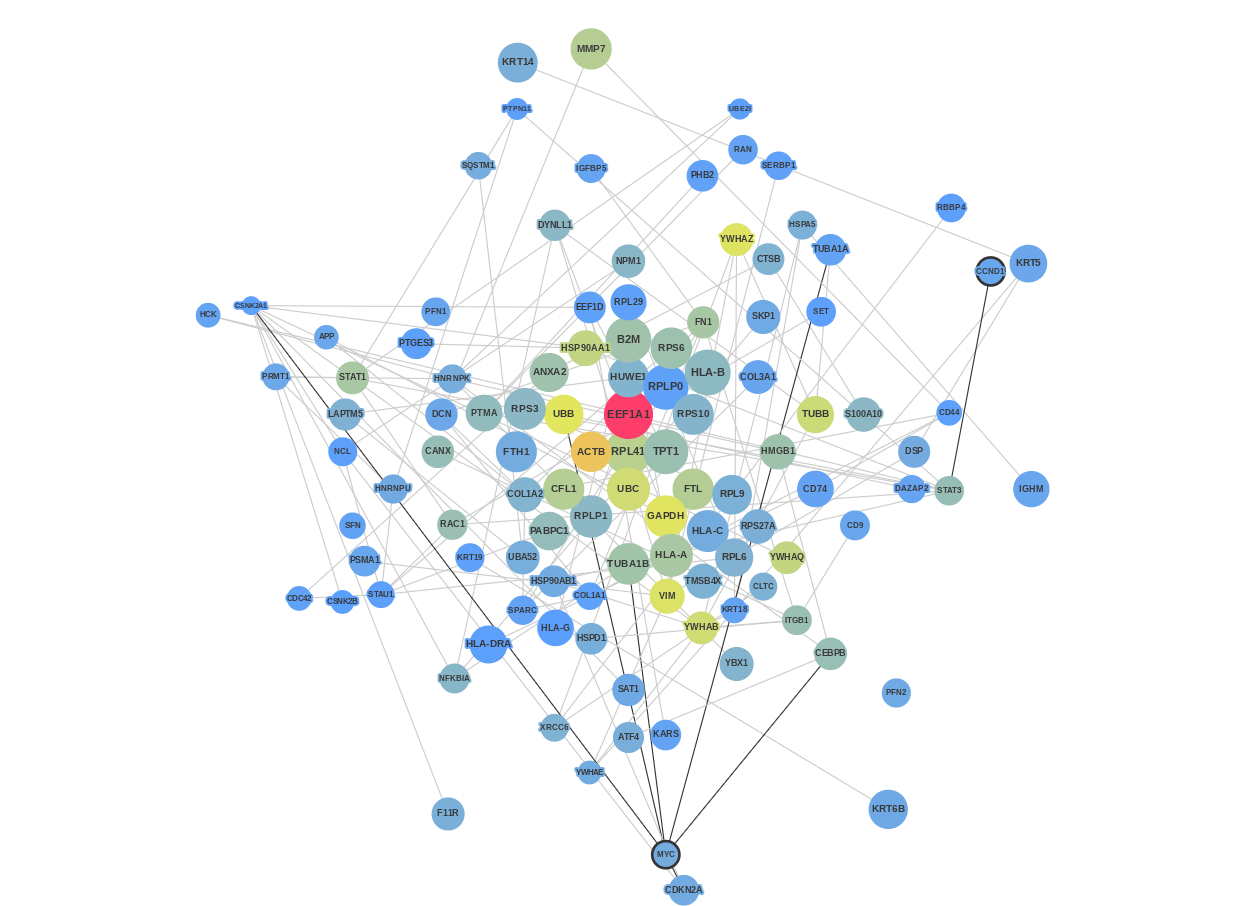 MMP7
KRT14
PTPN11
UBE2I
RAN
SQSTM1
IGFBP5
SERBP1
PHB2
RBBP4
DYNLL1
HSPA5
YWHAZ
TUBA1A
CTSB
NPM1
KRT5
CCND1
RPL29
CSNK2A1
EEF1D
PFN1
SET
HCK
SKP1
FN1
APP
B2M
PTGES3
HSP90AA1
RPS6
ANXA2
HLA-B
PRMT1
STAT1
HNRNPK
HUWE1
COL3A1
RPLP0
RPS3
PTMA
LAPTM5
DCN
UBB
EEF1A1
RPS10
TUBB
S100A10
CD44
NCL
CANX
FTH1
ACTB
RPL41
TPT1
HMGB1
DSP
HNRNPU
CFL1
UBC
FTL
CD74
DAZAP2
STAT3
IGHM
COL1A2
RPL9
SFN
RAC1
PABPC1
RPLP1
GAPDH
HLA-C
RPS27A
CD9
PSMA1
KRT19
UBA52
TUBA1B
HLA-A
RPL6
YWHAQ
HSP90AB1
TMSB4X
CLTC
CDC42
CSNK2B
STAU1
COL1A1
VIM
SPARC
KRT18
HLA-DRA
HLA-G
HSPD1
YWHAB
ITGB1
CEBPB
NFKBIA
YBX1
SAT1
PFN2
XRCC6
ATF4
KARS
YWHAE
F11R
KRT6B
MYC
CDKN2A